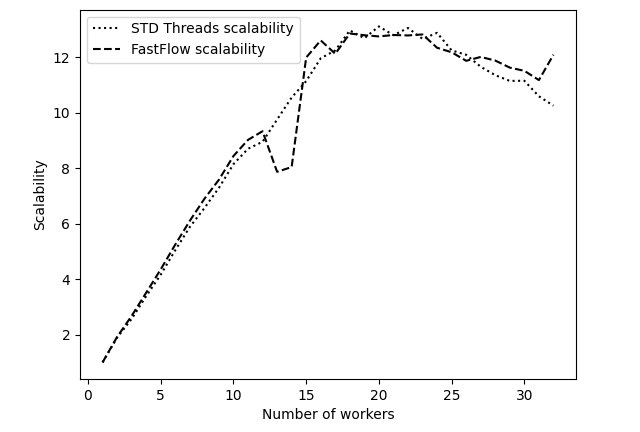 STD Threads scalability
FastFlow scalability
12
10
8
6
4
2
Scalability
0 5 10 15 20 25 30
Number of workers